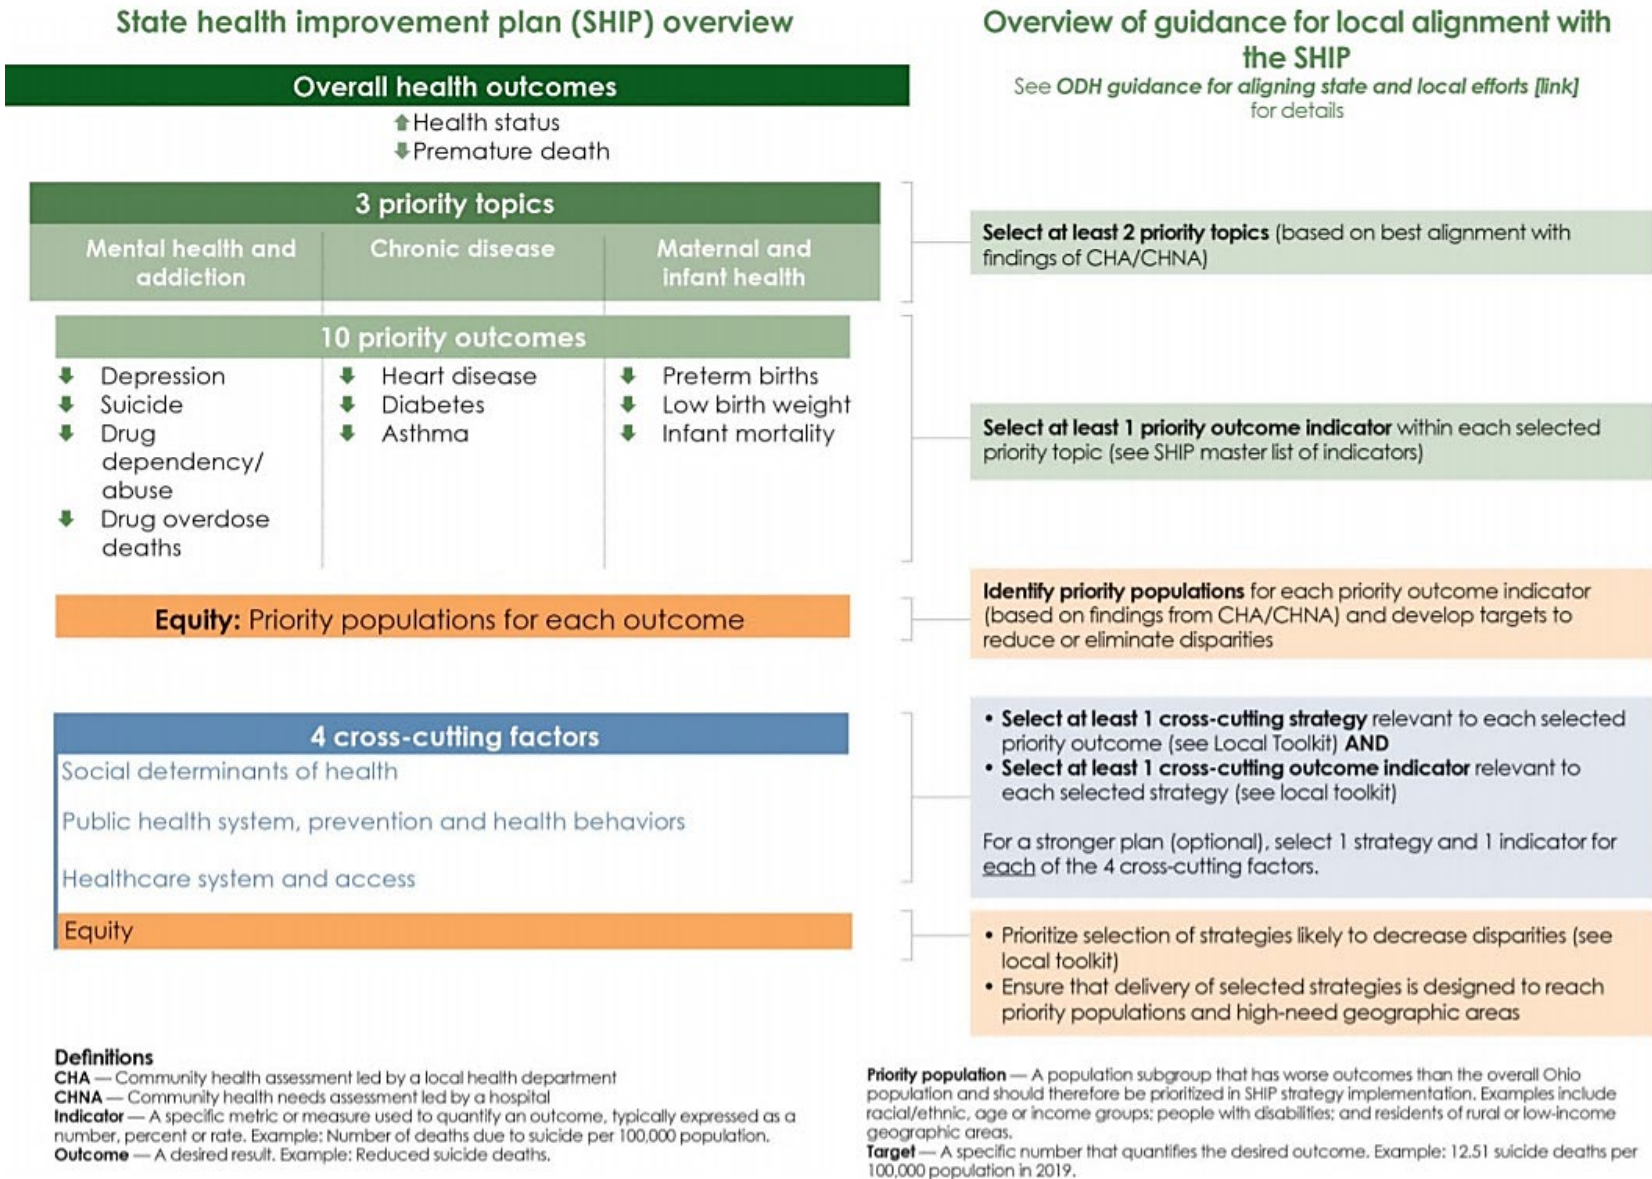 State health improvement plan (SHIP) overview
Overall health outcomes
Health status
Premature death
3 priority topics
Mental health and
addiction
Chronic disease
Maternal and
infant health
10 priority outcomes
Depression
Suicide
Drug
dependency/
abuse
Drug overdose
deaths
Heart disease
Diabetes
Asthma
Preterm births
Low birth weight
Infant mortality
Equity: Priority populations for each outcome
4 cross-cutting factors
Social determinants of health
Public health system, prevention and health behaviors
Healthcare system and access
Equity
Overview of guidance for local alignment with
the SHIP
See ODH guidance for aligning state and local efforts [link]
for details
Select at least 2 priority topics (based on best alignment with
findings of CHA/CHNA)
Select at least 1 priority outcome indicator within each selected
priority topic (see SHIP master list of indicators)
Identify priority populations for each priority outcome indicator
(based on findings from CHA/CHNA) and develop targets to
reduce or eliminate disparities
• Select at least 1 cross-cutting strategy relevant to each selected
priority outcome (see Local Toolkit) AND
• Select at least 1 cross-cutting outcome indicator relevant to
each selected strategy (see local toolkit)
For a stronger plan (optional), select 1 strategy and 1 indicator for
each of the 4 cross-cutting factors.
• Prioritize selection of strategies likely to decrease disparities (see
local toolkit)
• Ensure that delivery of selected strategies is designed to reach
priority populations and high-need geographic areas
Definitions
CHA — Community health assessment led by a local health department
CHNA — Community health needs assessment led by a hospital
Indicator — A specific metric or measure used to quantify an outcome, typically expressed as a
number, percent or rate. Example: Number of deaths due to suicide per 100,000 population.
Outcome — A desired result. Example: Reduced suicide deaths.
Priority population — A population subgroup that has worse outcomes than the overall Ohio
population and should therefore be prioritized in SHIP strategy implementation. Examples include
racial/ethnic, age or income groups; people with disabilities; and residents of rural or low-income
geographic areas.
Target — A specific number that quantifies the desired outcome. Example: 12.51 suicide deaths per
100,000 population in 2019.